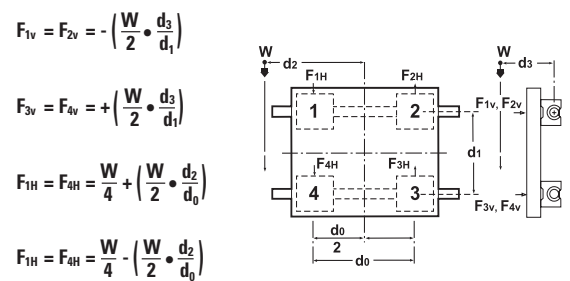 F1v = F2v = - (W/2 • d3/d1)
F3v = F4v = + (W/2 • d3/d1)
F1H = F4H = W/4 + (W/2 • d2/d0)
F1H = F4H = W/4 - (W/2 • d2/d0)
W
d2
F1H
F2H
1
2
F4H
F3H
4
3
d0
2
d0
d1
W
d3
F1v, F2v
F3v, F4v